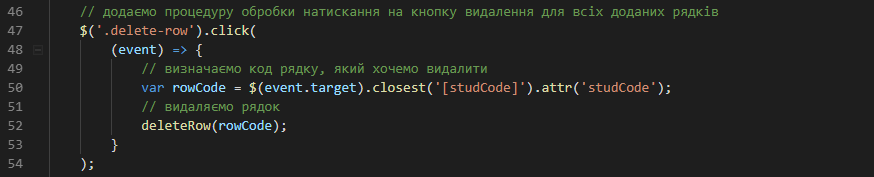 46 // додаємо процедуру обробки натискання на кнопку видалення для всіх доданих рядків
47 $('.delete-row').click(
48 (event) => {
49 // визначаємо код рядку, який хочемо видалити
50 var rowCode = $(event.target).closest('[studCode]').attr('studCode');
51 // видаляємо рядок
52 deleteRow(rowCode);
53 }
54 );